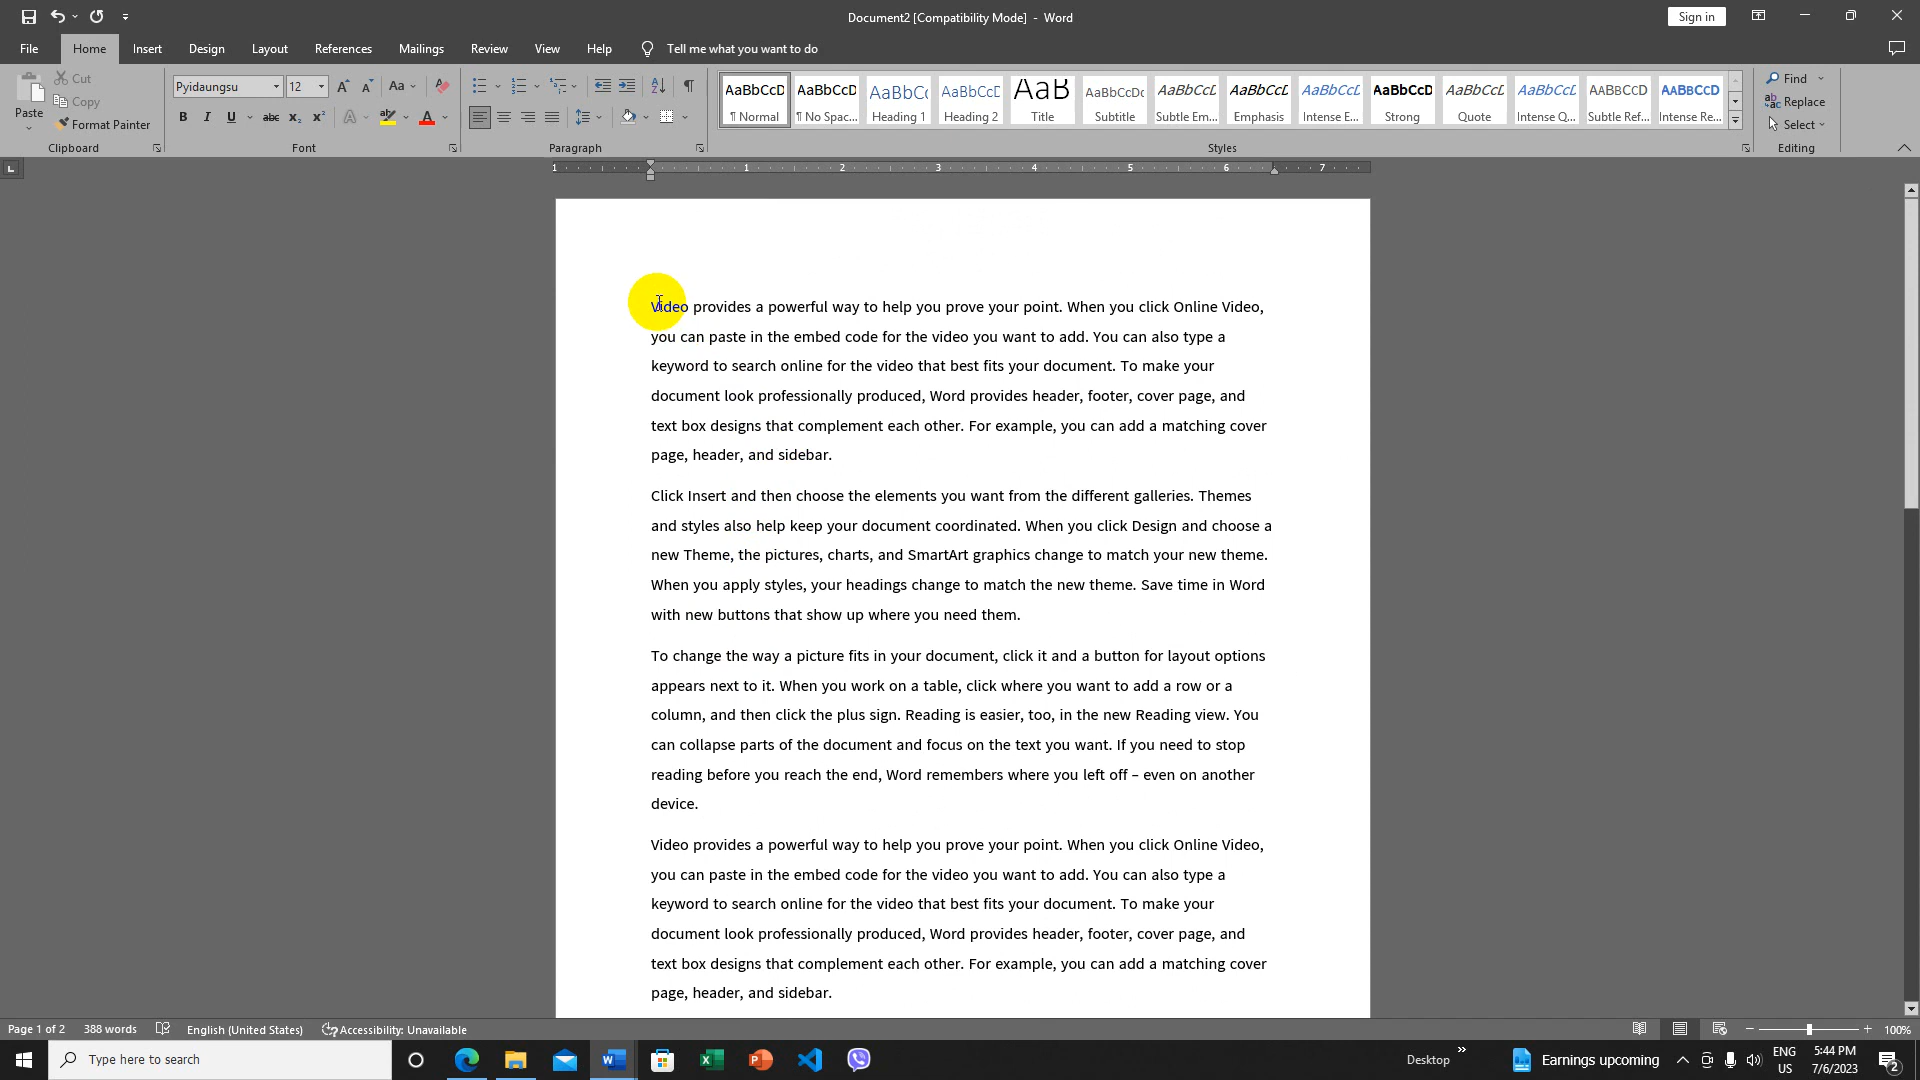 Document2 [Compatibility Mode] - Word
Sign in
File Home Insert Design Layout References Mailings Review View Help Tell me what you want to do
Paste
Cut
Copy
Format Painter
Clipboard
Pyidaungsu 12
Font
Paragraph
AaBbCcD AaBbCcD AaBbC AaBbC AaB AaBbCcD AaBbCcD AaBbCcD AaBbCcD AaBbCcD AaBbCcD AaBbCcD AaBbCcD AaBbCcD
¶ Normal ¶ No Spac... Heading 1 Heading 2 Title Subtitle Subtle Em... Emphasis Intense E... Strong Quote Intense Q... Subtle Ref... Intense Re...
Styles
Find
Replace
Select
Editing
1 1 2 3 4 5 6 7
Video provides a powerful way to help you prove your point. When you click Online Video,
you can paste in the embed code for the video you want to add. You can also type a
keyword to search online for the video that best fits your document. To make your
document look professionally produced, Word provides header, footer, cover page, and
text box designs that complement each other. For example, you can add a matching cover
page, header, and sidebar.
Click Insert and then choose the elements you want from the different galleries. Themes
and styles also help keep your document coordinated. When you click Design and choose a
new Theme, the pictures, charts, and SmartArt graphics change to match your new theme.
When you apply styles, your headings change to match the new theme. Save time in Word
with new buttons that show up where you need them.
To change the way a picture fits in your document, click it and a button for layout options
appears next to it. When you work on a table, click where you want to add a row or a
column, and then click the plus sign. Reading is easier, too, in the new Reading view. You
can collapse parts of the document and focus on the text you want. If you need to stop
reading before you reach the end, Word remembers where you left off – even on another
device.
Video provides a powerful way to help you prove your point. When you click Online Video,
you can paste in the embed code for the video you want to add. You can also type a
keyword to search online for the video that best fits your document. To make your
document look professionally produced, Word provides header, footer, cover page, and
text box designs that complement each other. For example, you can add a matching cover
page, header, and sidebar.
Page 1 of 2 388 words English (United States) Accessibility: Unavailable 100%
Type here to search
Desktop
Earnings upcoming
ENG
US
5:44 PM
7/6/2023
2